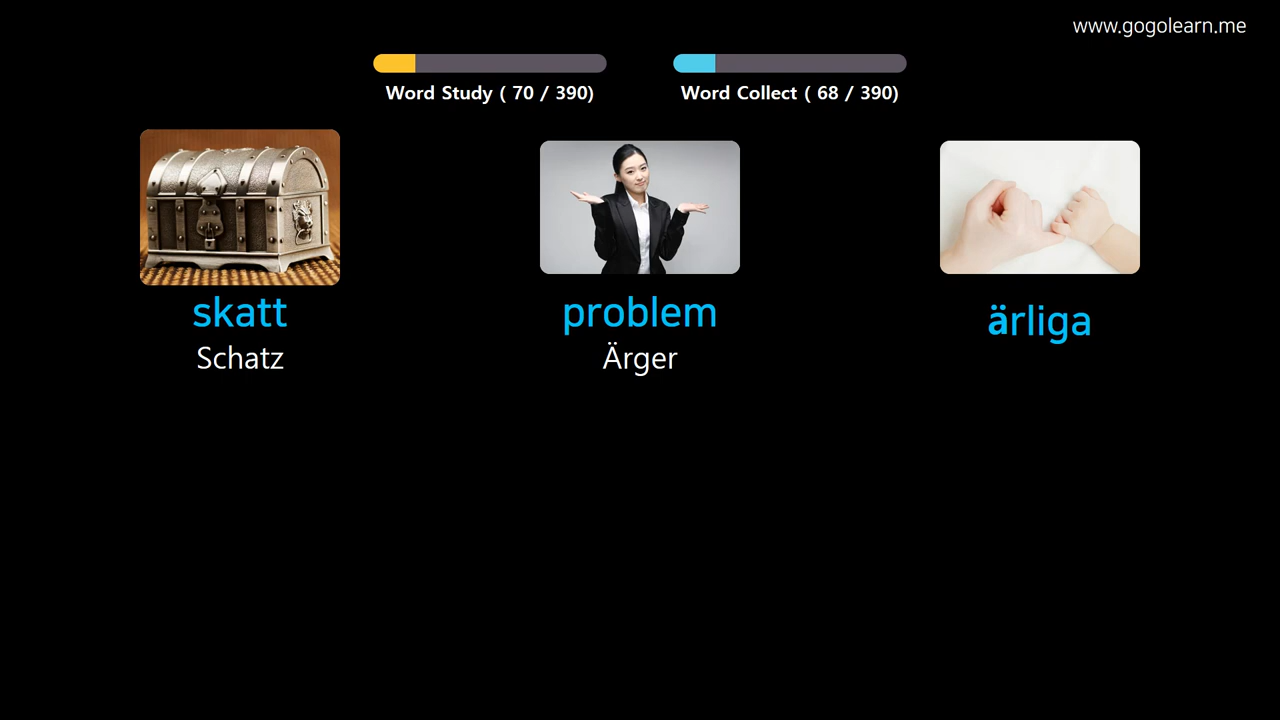 www.gogolearn.me
Word Study ( 70 / 390)
Word Collect ( 68 / 390)
skatt
Schatz
problem
Ärger
ärliga